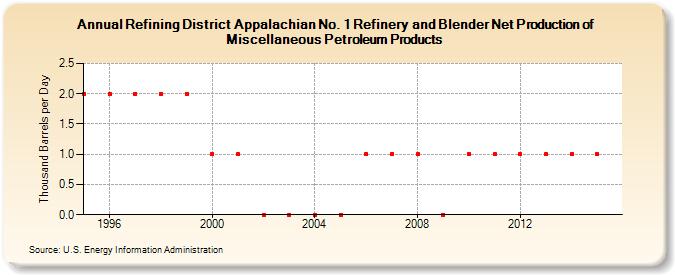 Annual Refining District Appalachian No. 1 Refinery and Blender Net Production of
Miscellaneous Petroleum Products
Thousand Barrels per Day
2.5
2.0
1.5
1.0
0.5
0.0
1996 2000 2004 2008 2012
Source: U.S. Energy Information Administration